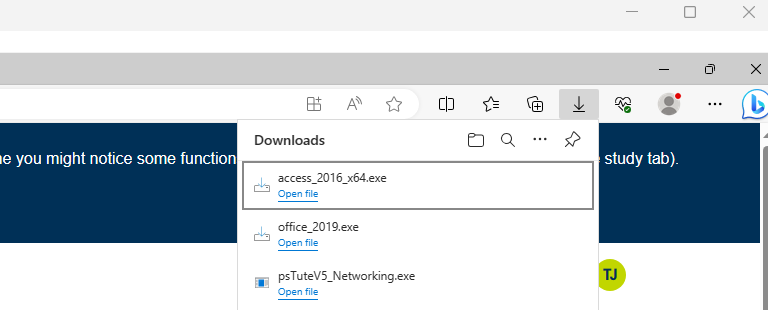 ne you might notice some function
e study tab).
Downloads
access_2016_x64.exe
Open file
office_2019.exe
Open file
psTuteV5_Networking.exe
Open file
TJ